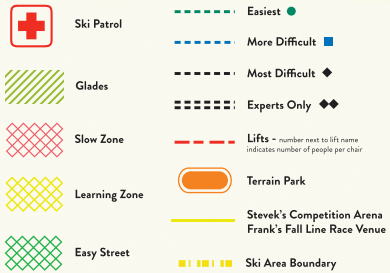 Ski Patrol
Glades
Slow Zone
Learning Zone
Easy Street
Easiest
More Difficult
Most Difficult
Experts Only
Lifts - number next to lift name
indicates number of people per chair
Terrain Park
Stevek's Competition Arena
Frank's Fall Line Race Venue
Ski Area Boundary